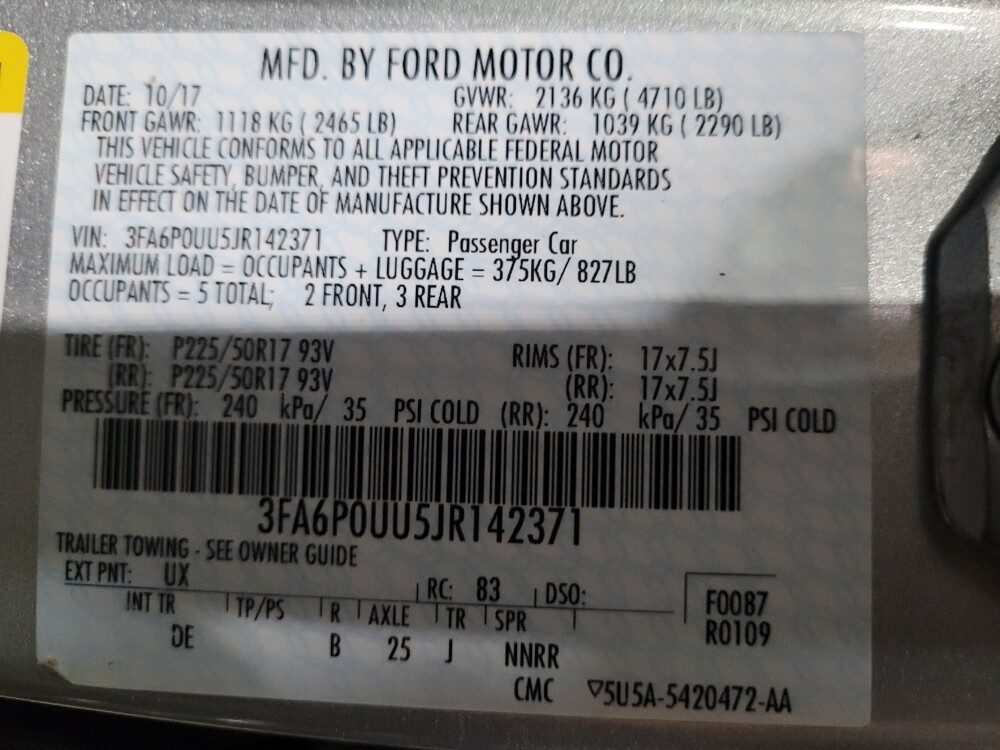 MFD. BY FORD MOTOR CO.
DATE: 10/17 GVWR: 2136 KG ( 4710 LB)
FRONT GAWR: 1118 KG ( 2465 LB) REAR GAWR: 1039 KG ( 2290 LB)
THIS VEHICLE CONFORMS TO ALL APPLICABLE FEDERAL MOTOR
VEHICLE SAFETY, BUMPER, AND THEFT PREVENTION STANDARDS
IN EFFECT ON THE DATE OF MANUFACTURE SHOWN ABOVE.
VIN: 3FA6P0UU5JR142371 TYPE: Passenger Car
MAXIMUM LOAD = OCCUPANTS + LUGGAGE = 375KG/ 827LB
OCCUPANTS = 5 TOTAL; 2 FRONT, 3 REAR
TIRE (FR): P225/50R17 93V RIMS (FR): 17x7.5J
(RR): P225/50R17 93V (RR): 17x7.5J
PRESSURE (FR): 240 kPa/ 35 PSI COLD (RR): 240 kPa/ 35 PSI COLD
3FA6P0UU5JR142371
TRAILER TOWING - SEE OWNER GUIDE
EXT PNT: UX RC: 83 DSO:
INT TR TP/PS R AXLE TR SPR
DE B 25 J NNRR
F0087
R0109
CMC ▽5U5A-5420472-AA